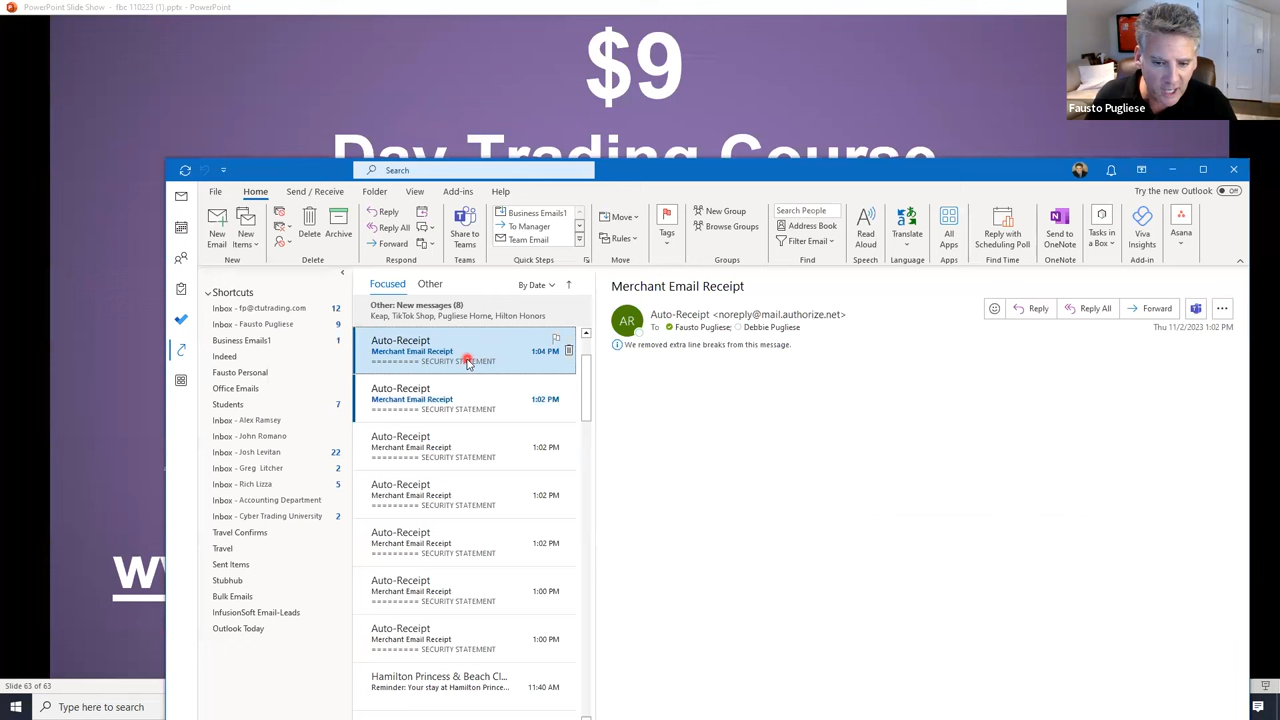 PowerPoint Slide Show - fbc 110223 (1).ppts - PowerPoint
$9
Day Trading Course
Fausto Pugliese
Search
File Home Send / Receive Folder View Add-ins Help
Try the new Outlook Off
New Email
New Items
Delete
Archive
Reply
Reply All
Forward
Share to Teams
Business Emails1
To Manager
Team Email
Move
Rules
Tags
New Group
Browse Groups
Search People
Address Book
Filter Email
Read Aloud
Translate
All Apps
Reply with Scheduling Poll
Send to OneNote
Tasks in a Box
Viva Insights
Asana
New Delete Respond Teams Quick Steps Move Groups Find Speech Language Apps Scheduling Poll OneNote Tasks in a Box Add-in Asana
Shortcuts
Inbox - fp@ctutrading.com 12
Inbox - Fausto Pugliese 9
Business Emails1 3
Indeed
Fausto Personal
Office Emails
Students 7
Inbox - Alex Ramsey
Inbox - John Romano
Inbox - Josh Levitan 22
Inbox - Greg Litcher 2
Inbox - Rich Lizza 5
Inbox - Accounting Department
Inbox - Cyber Trading University 2
Travel Confirms
Travel
Sent Items
Stubhub
Bulk Emails
InfusionSoft Email-Leads
Outlook Today
Focused Other By Date
Other: New messages (8)
Keap, TikTok Shop, Pugliese Home, Hilton Honors
Auto-Receipt
Merchant Email Receipt 1:04 PM
========= SECURITY STATEMENT
Auto-Receipt
Merchant Email Receipt 1:02 PM
========= SECURITY STATEMENT
Auto-Receipt
Merchant Email Receipt 1:02 PM
========= SECURITY STATEMENT
Auto-Receipt
Merchant Email Receipt 1:02 PM
========= SECURITY STATEMENT
Auto-Receipt
Merchant Email Receipt 1:02 PM
========= SECURITY STATEMENT
Auto-Receipt
Merchant Email Receipt 1:00 PM
========= SECURITY STATEMENT
Auto-Receipt
Merchant Email Receipt 1:00 PM
========= SECURITY STATEMENT
Hamilton Princess & Beach Cl...
Reminder: Your stay at Hamilton Prince... 11:40 AM
Merchant Email Receipt
AR
Auto-Receipt <noreply@mail.authorize.net>
To Fausto Pugliese; Debbie Pugliese
Reply Reply All Forward
Thu 11/2/2023 1:02 PM
We removed extra line breaks from this message.
Slide 63 of 63
Type here to search